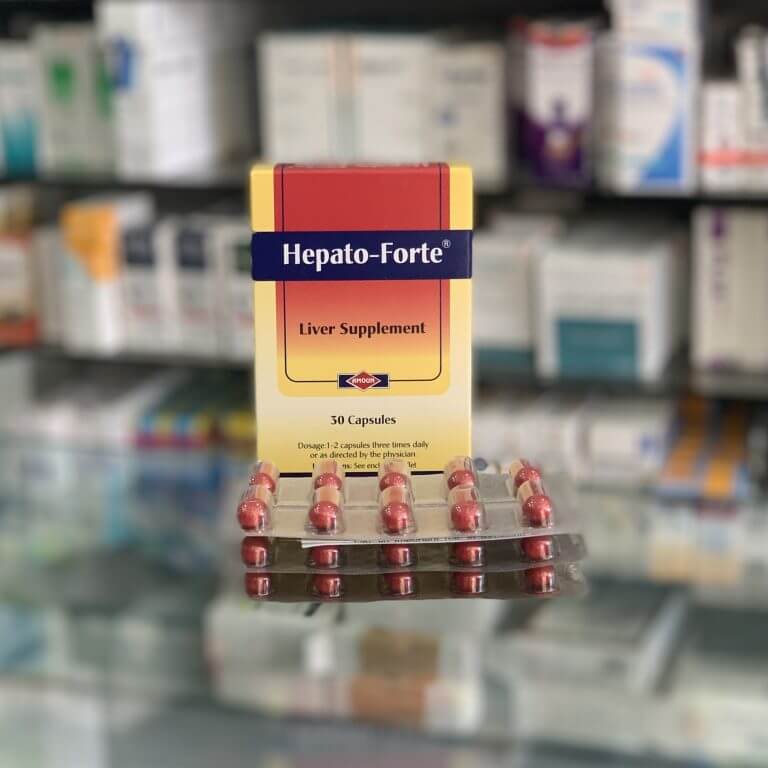 Hepato-Forte®
Liver Supplement
AMOUN
30 Capsules
Dosage:1-2 capsules three times daily
or as directed by the physician
See